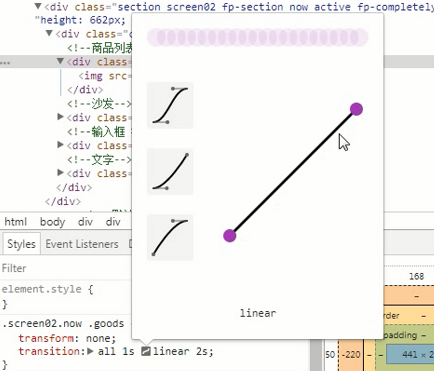 ▼<div class="section screen02 fp-section now active fp-completely
"height: 662px;
▼<div class="
<!--商品列表
▼<div class=
<img src=
</div>
<!--沙发-->
▶<div class=
<!--输入框
▶<div class=
<!--文字-->
▶<div class=
</div>
</div>
linear
html body div div
168
Styles Event Listeners
Filter
element.style {
}
.screen02.now .goods
transform: none;
transition:▶ all 1s linear 2s;
}
–
order –
padding –
50 -220 – 441 × 2
–